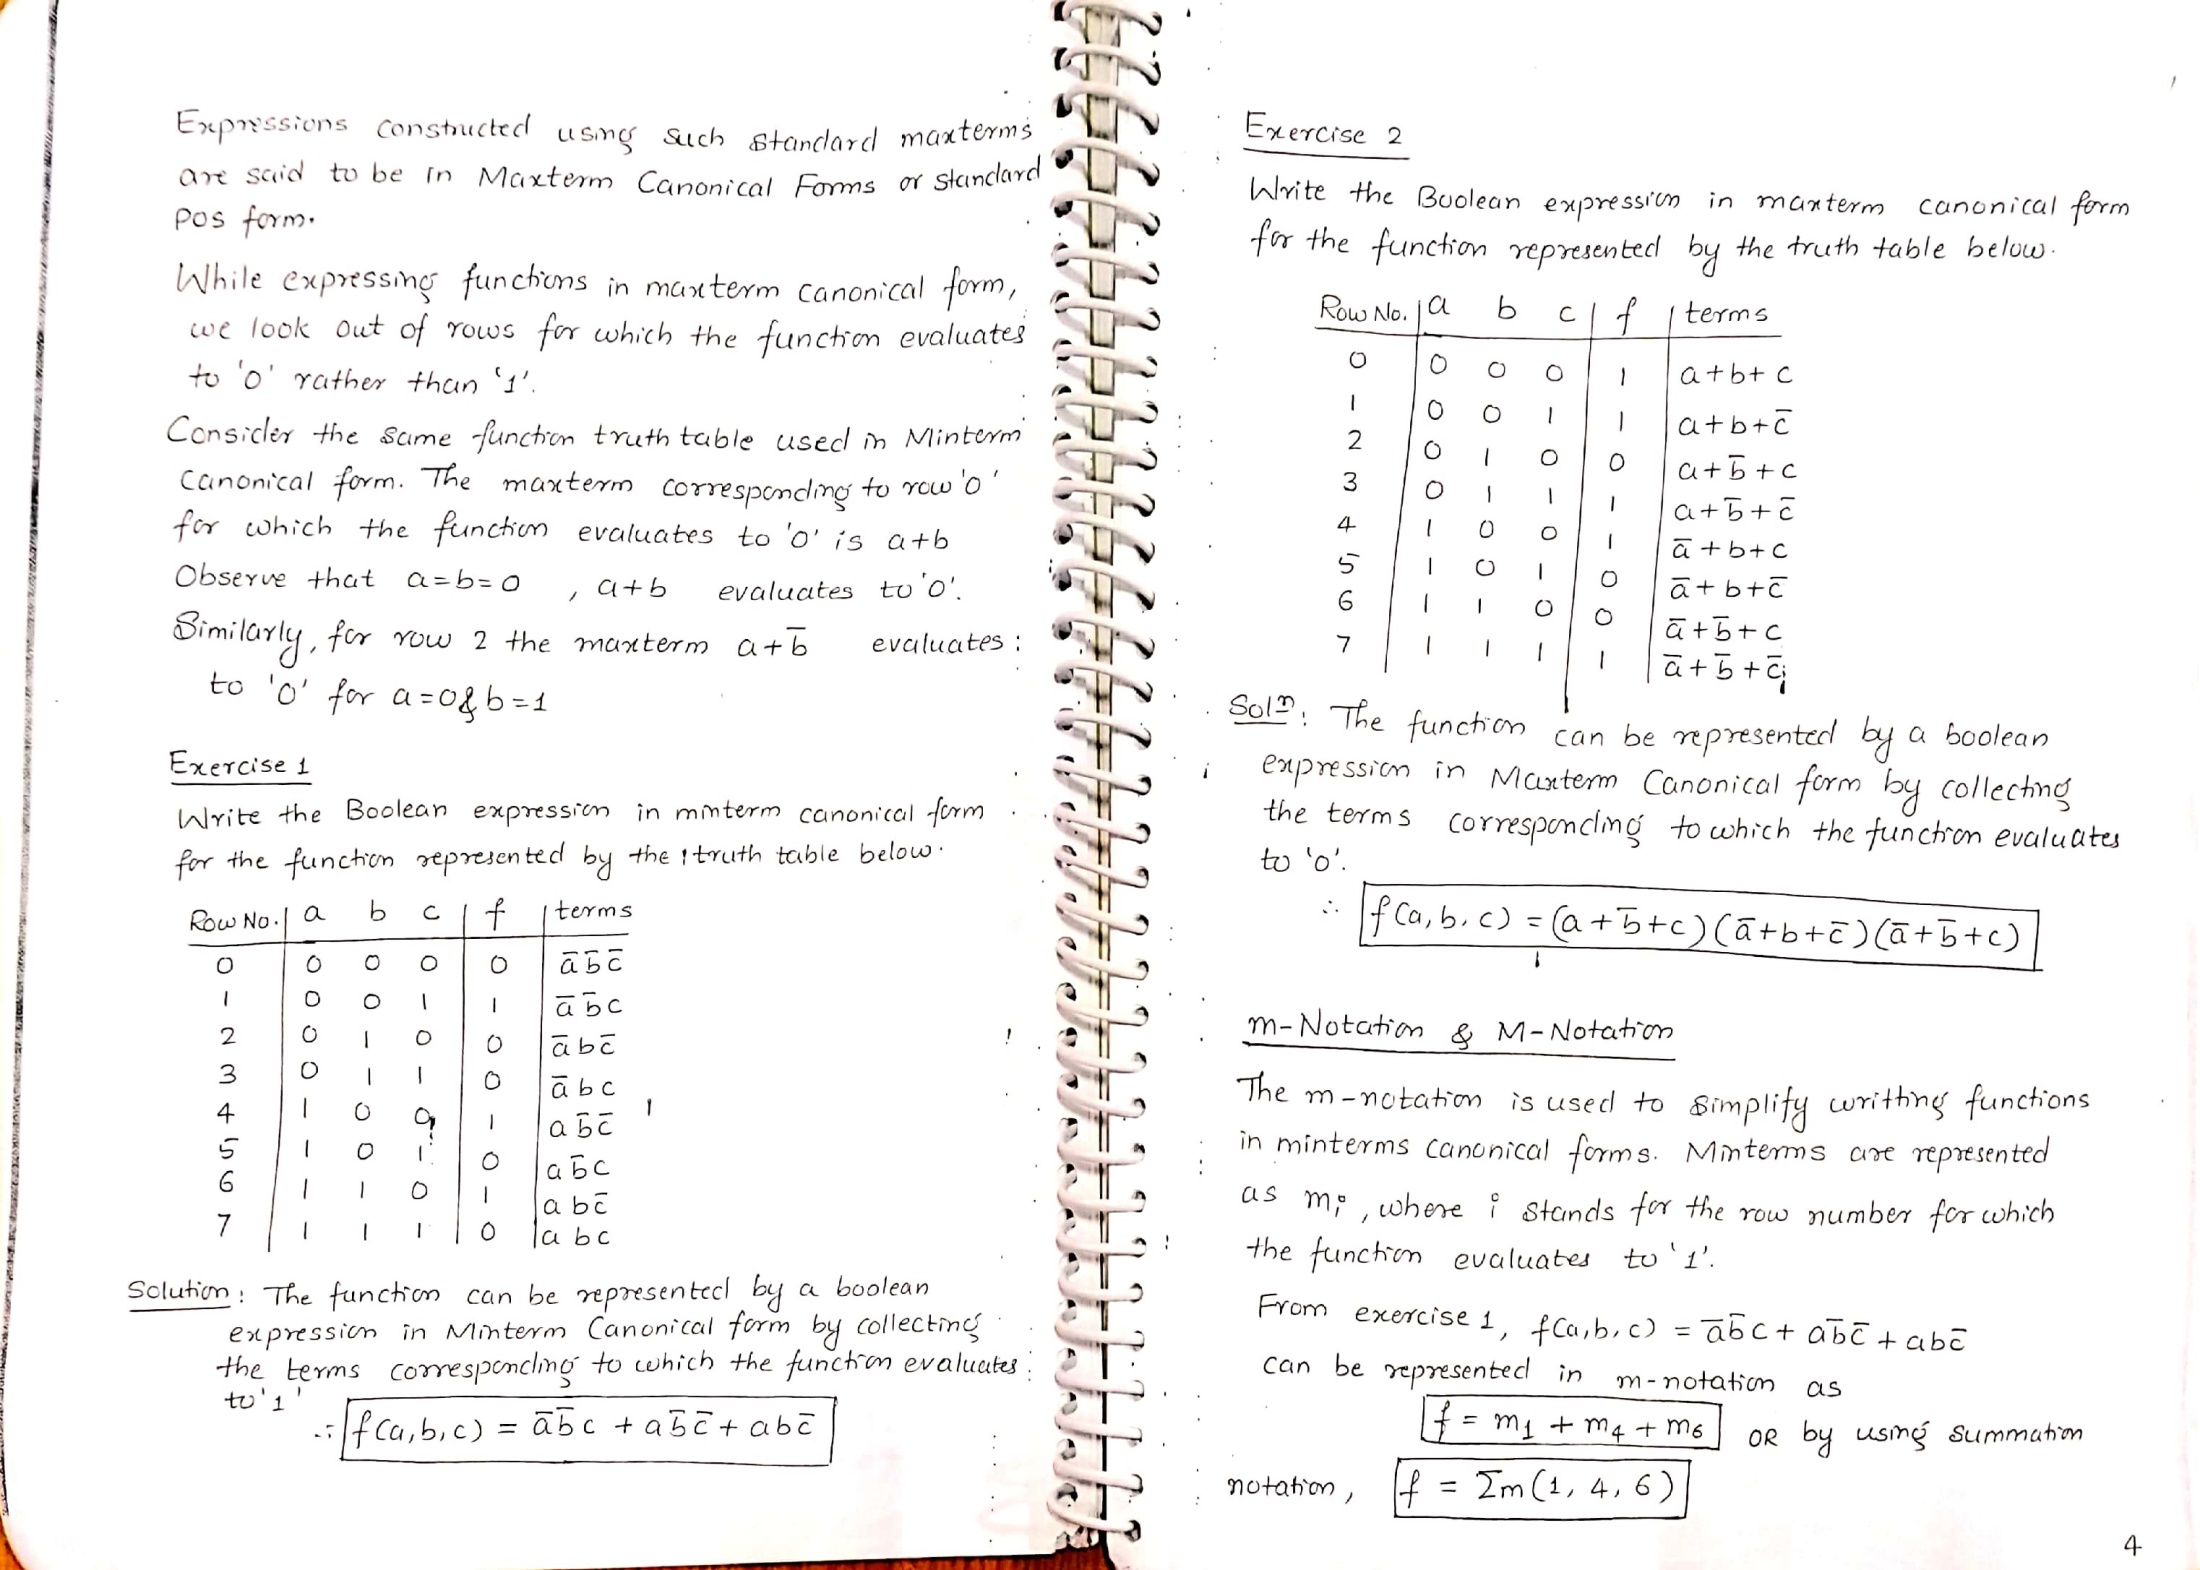 Expressions constructed using such standard maxterms
are said to be in Maxterm Canonical Forms or standard
POS form.
While expressing functions in maxterm canonical form,
we look out of rows for which the function evaluates
to '0' rather than '1'.
Consider the same function truth table used in Minterm
canonical form. The maxterm corresponding to row '0'
for which the function evaluates to '0' is a+b
Observe that a=b=0 , a+b evaluates to '0'.
Similarly, for row 2 the maxterm a+b̅ evaluates
to '0' for a=0 & b=1
Exercise 1
Write the Boolean expression in minterm canonical form
for the function represented by the truth table below.
Row No. | a b c | f | terms
0 | 0 0 0 | 0 | a̅b̅c̅
1 | 0 0 1 | 1 | a̅b̅c
2 | 0 1 0 | 0 | a̅bc̅
3 | 0 1 1 | 0 | a̅bc
4 | 1 0 0 | 1 | ab̅c̅
5 | 1 0 1 | 0 | ab̅c
6 | 1 1 0 | 1 | abc̅
7 | 1 1 1 | 0 | abc
Solution: The function can be represented by a boolean
expression in Minterm Canonical form by collecting
the terms corresponding to which the function evaluates
to '1'
∴ f(a,b,c) = a̅b̅c + ab̅c̅ + abc̅
Exercise 2
Write the Boolean expression in maxterm canonical form
for the function represented by the truth table below.
Row No. | a b c | f | terms
0 | 0 0 0 | 1 | a+b+c
1 | 0 0 1 | 1 | a+b+c̅
2 | 0 1 0 | 0 | a+b̅+c
3 | 0 1 1 | 1 | a+b̅+c̅
4 | 1 0 0 | 1 | a̅+b+c
5 | 1 0 1 | 0 | a̅+b+c̅
6 | 1 1 0 | 0 | a̅+b̅+c
7 | 1 1 1 | 1 | a̅+b̅+c̅
Solⁿ: The function can be represented by a boolean
expression in Maxterm Canonical form by collecting
the terms corresponding to which the function evaluates
to '0'.
∴ f(a,b,c) = (a+b̅+c)(a̅+b+c̅)(a̅+b̅+c)
m-Notation & M-Notation
The m-notation is used to simplify writting functions
in minterms canonical forms. Minterms are represented
as mᵢ, where i stands for the row number for which
the function evaluates to '1'.
From exercise 1, f(a,b,c) = a̅b̅c + ab̅c̅ + abc̅
can be represented in m-notation as
f = m₁ + m₄ + m₆ OR by using summation
notation, f = Σm(1, 4, 6)
4